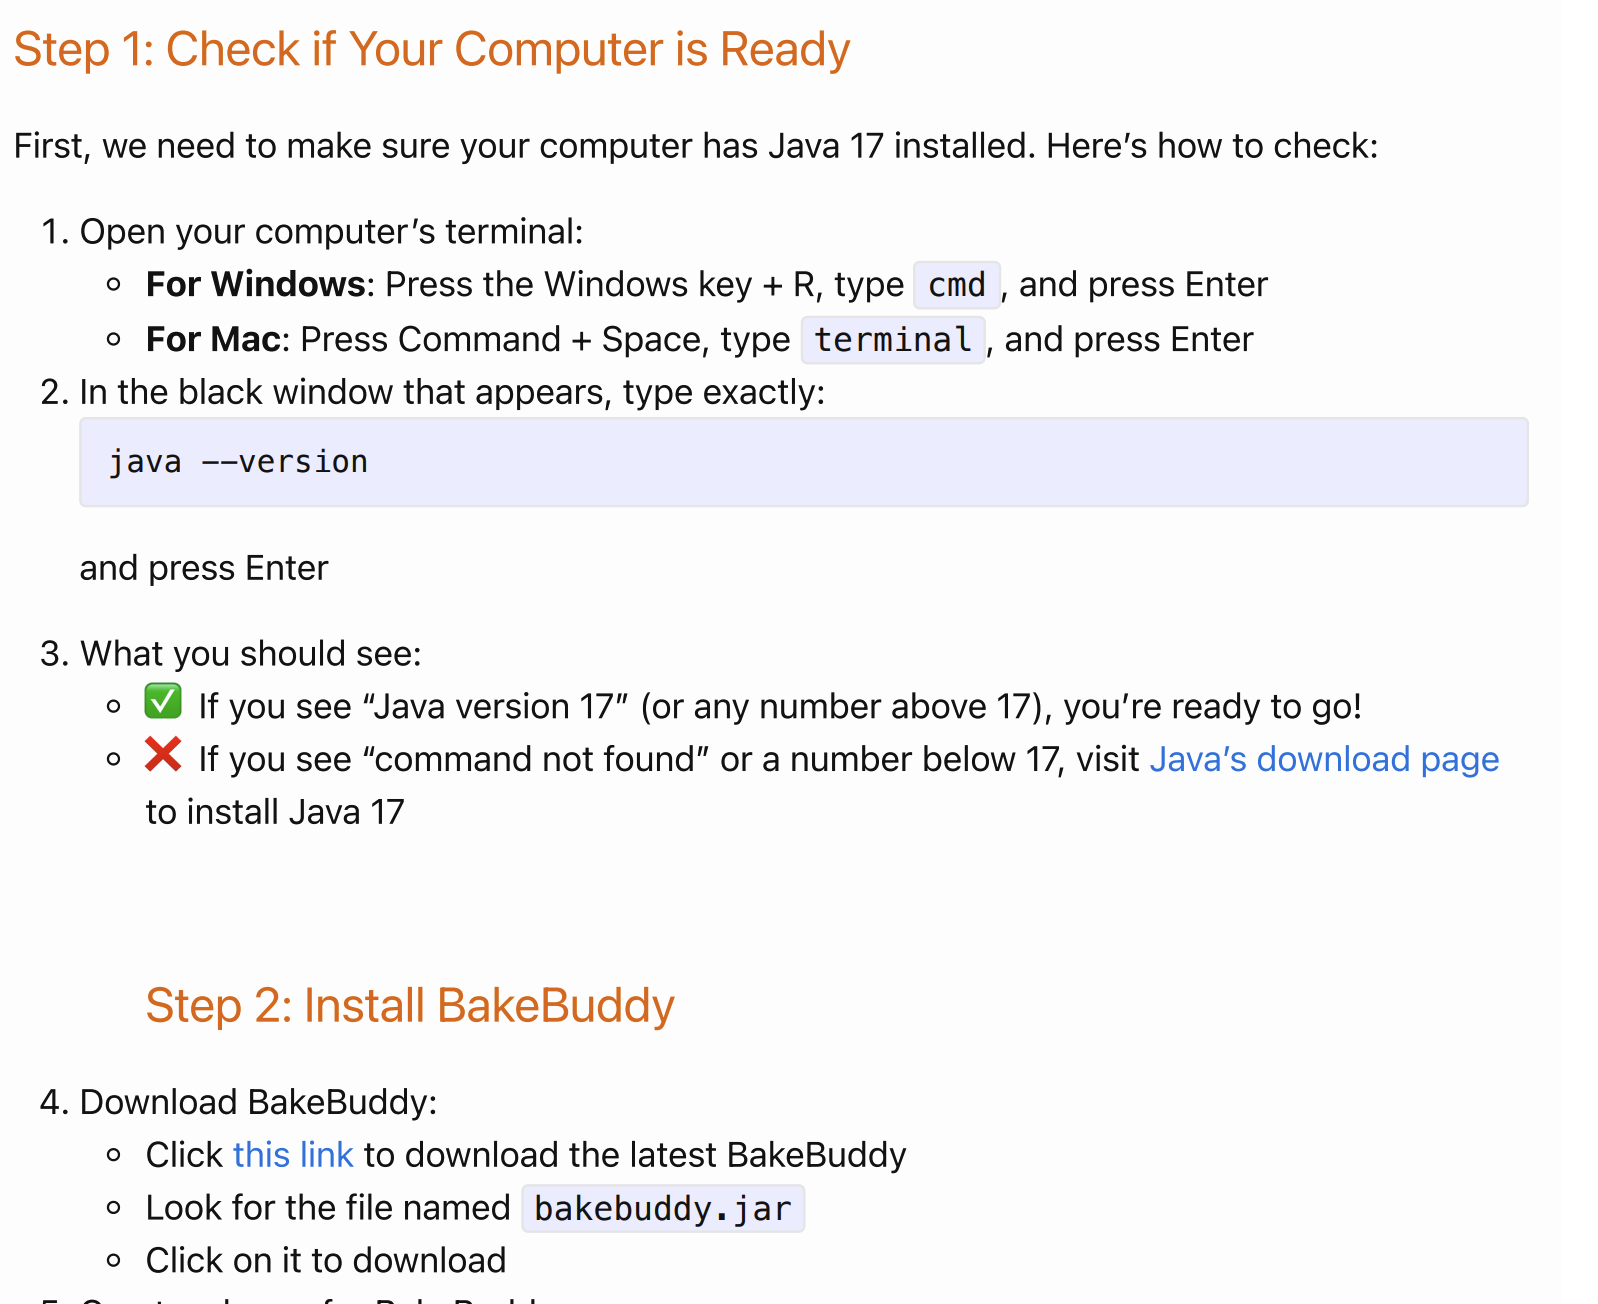 Step 1: Check if Your Computer is Ready
First, we need to make sure your computer has Java 17 installed. Here’s how to check:
1. Open your computer’s terminal:
For Windows: Press the Windows key + R, type cmd, and press Enter
For Mac: Press Command + Space, type terminal, and press Enter
2. In the black window that appears, type exactly:
java --version
and press Enter
3. What you should see:
✅ If you see “Java version 17” (or any number above 17), you’re ready to go!
❌ If you see “command not found” or a number below 17, visit Java’s download page
to install Java 17
Step 2: Install BakeBuddy
4. Download BakeBuddy:
Click this link to download the latest BakeBuddy
Look for the file named bakebuddy.jar
Click on it to download